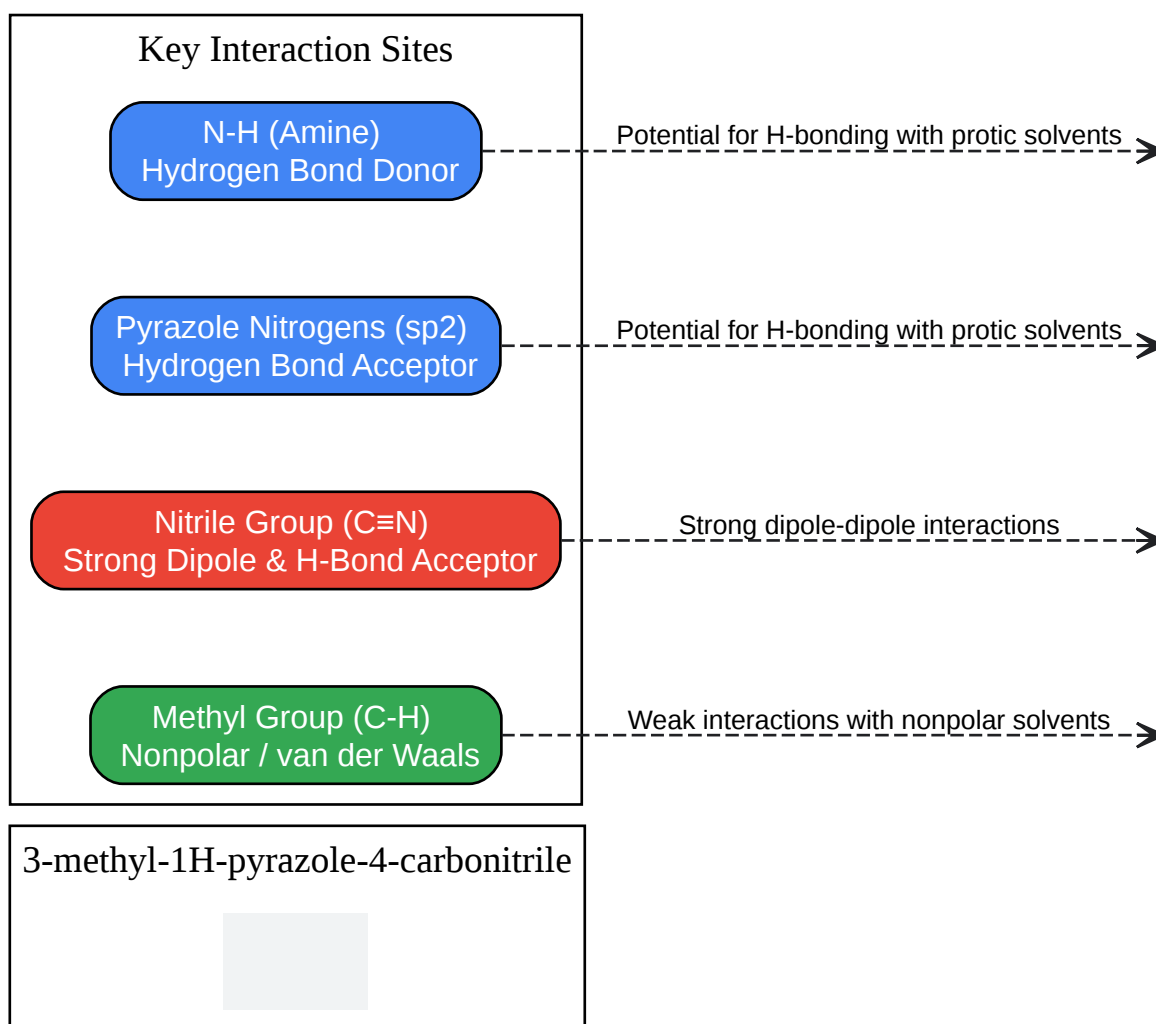 Key Interaction Sites
N-H (Amine)
Hydrogen Bond Donor
Potential for H-bonding with protic solvents
Pyrazole Nitrogens (sp2)
Hydrogen Bond Acceptor
Potential for H-bonding with protic solvents
Nitrile Group (C≡N)
Strong Dipole & H-Bond Acceptor
Strong dipole-dipole interactions
Methyl Group (C-H)
Nonpolar / van der Waals
Weak interactions with nonpolar solvents
3-methyl-1H-pyrazole-4-carbonitrile